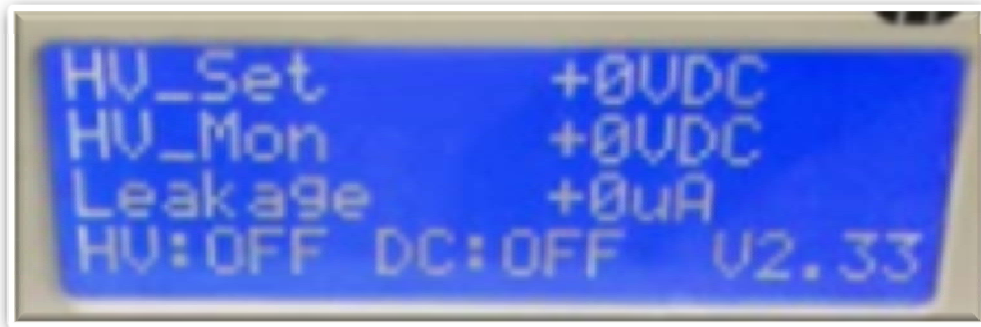 HV_Set +0VDC
HV_Mon +0VDC
Leakage +0uA
HV:OFF DC:OFF V2.33